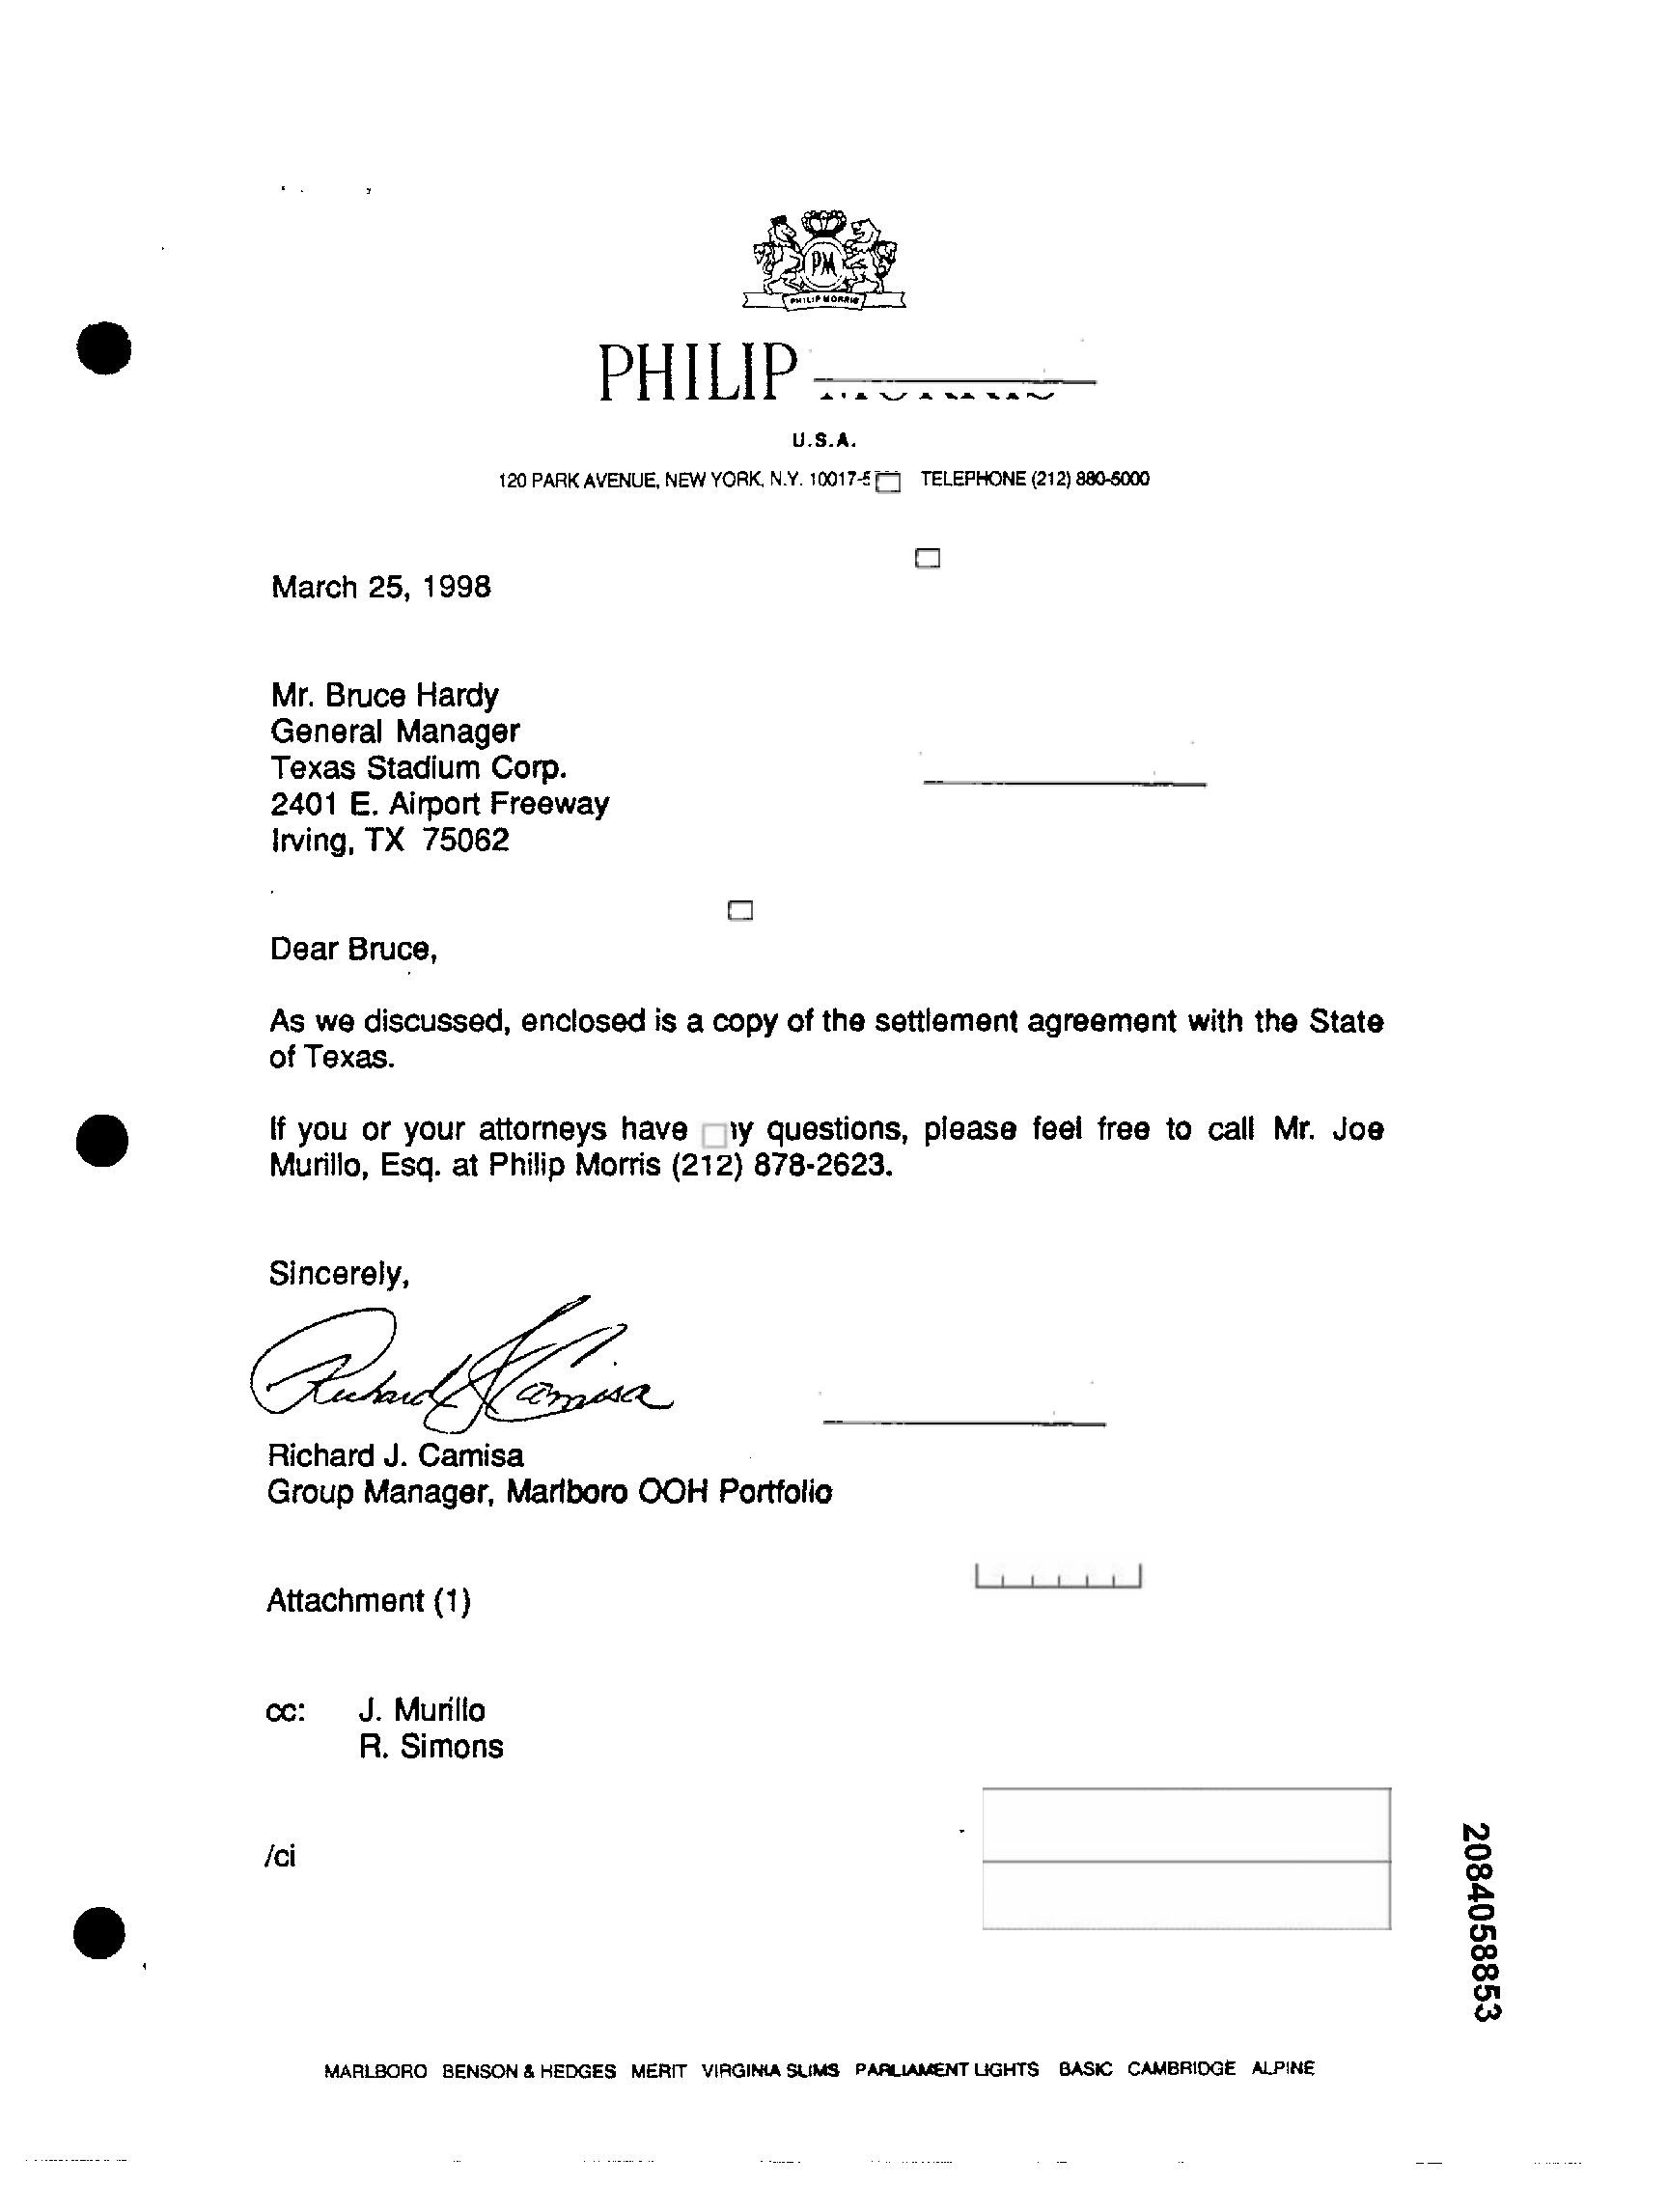 PM
PHILIP MORRIS
PHILIP
U.S.A.
120 PARK AVENUE, NEW YORK, N.Y. 10017-5 TELEPHONE (212) 880-5000
March 25, 1998
Mr. Bruce Hardy
General Manager
Texas Stadium Corp.
2401 E. Airport Freeway
Irving, TX 75062
Dear Bruce,
As we discussed, enclosed is a copy of the settlement agreement with the State
of Texas.
If you or your attorneys have questions, please feel free to call Mr. Joe
Murillo, Esq. at Philip Morris (212) 878-2623.
Sincerely,
Richard J Camisa
Richard J. Camisa
Group Manager, Marlboro OOH Portfolio
Attachment (1)
cc: J. Murillo
R. Simons
/ci
2084058853
MARLBORO BENSON & HEDGES MERIT VIRGINIA SLIMS PARLIAMENT LIGHTS BASIC CAMBRIDGE ALPINE